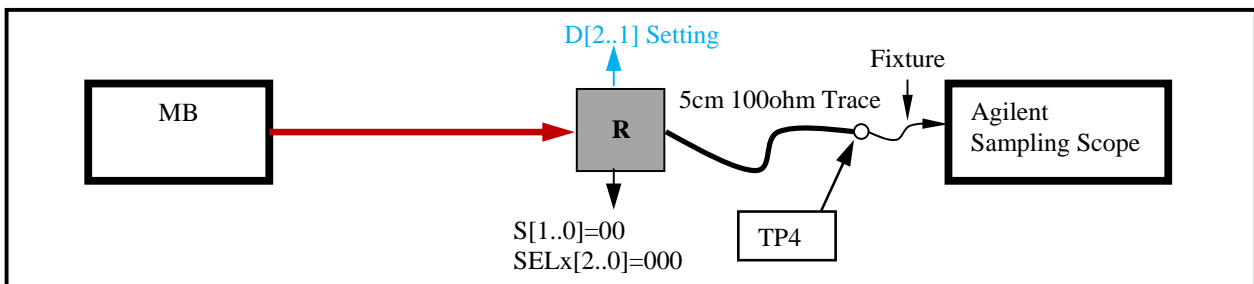 D[2..1] Setting
Fixture
MB
5cm 100ohm Trace
R
Agilent
Sampling Scope
TP4
S[1..0]=00
SELx[2..0]=000